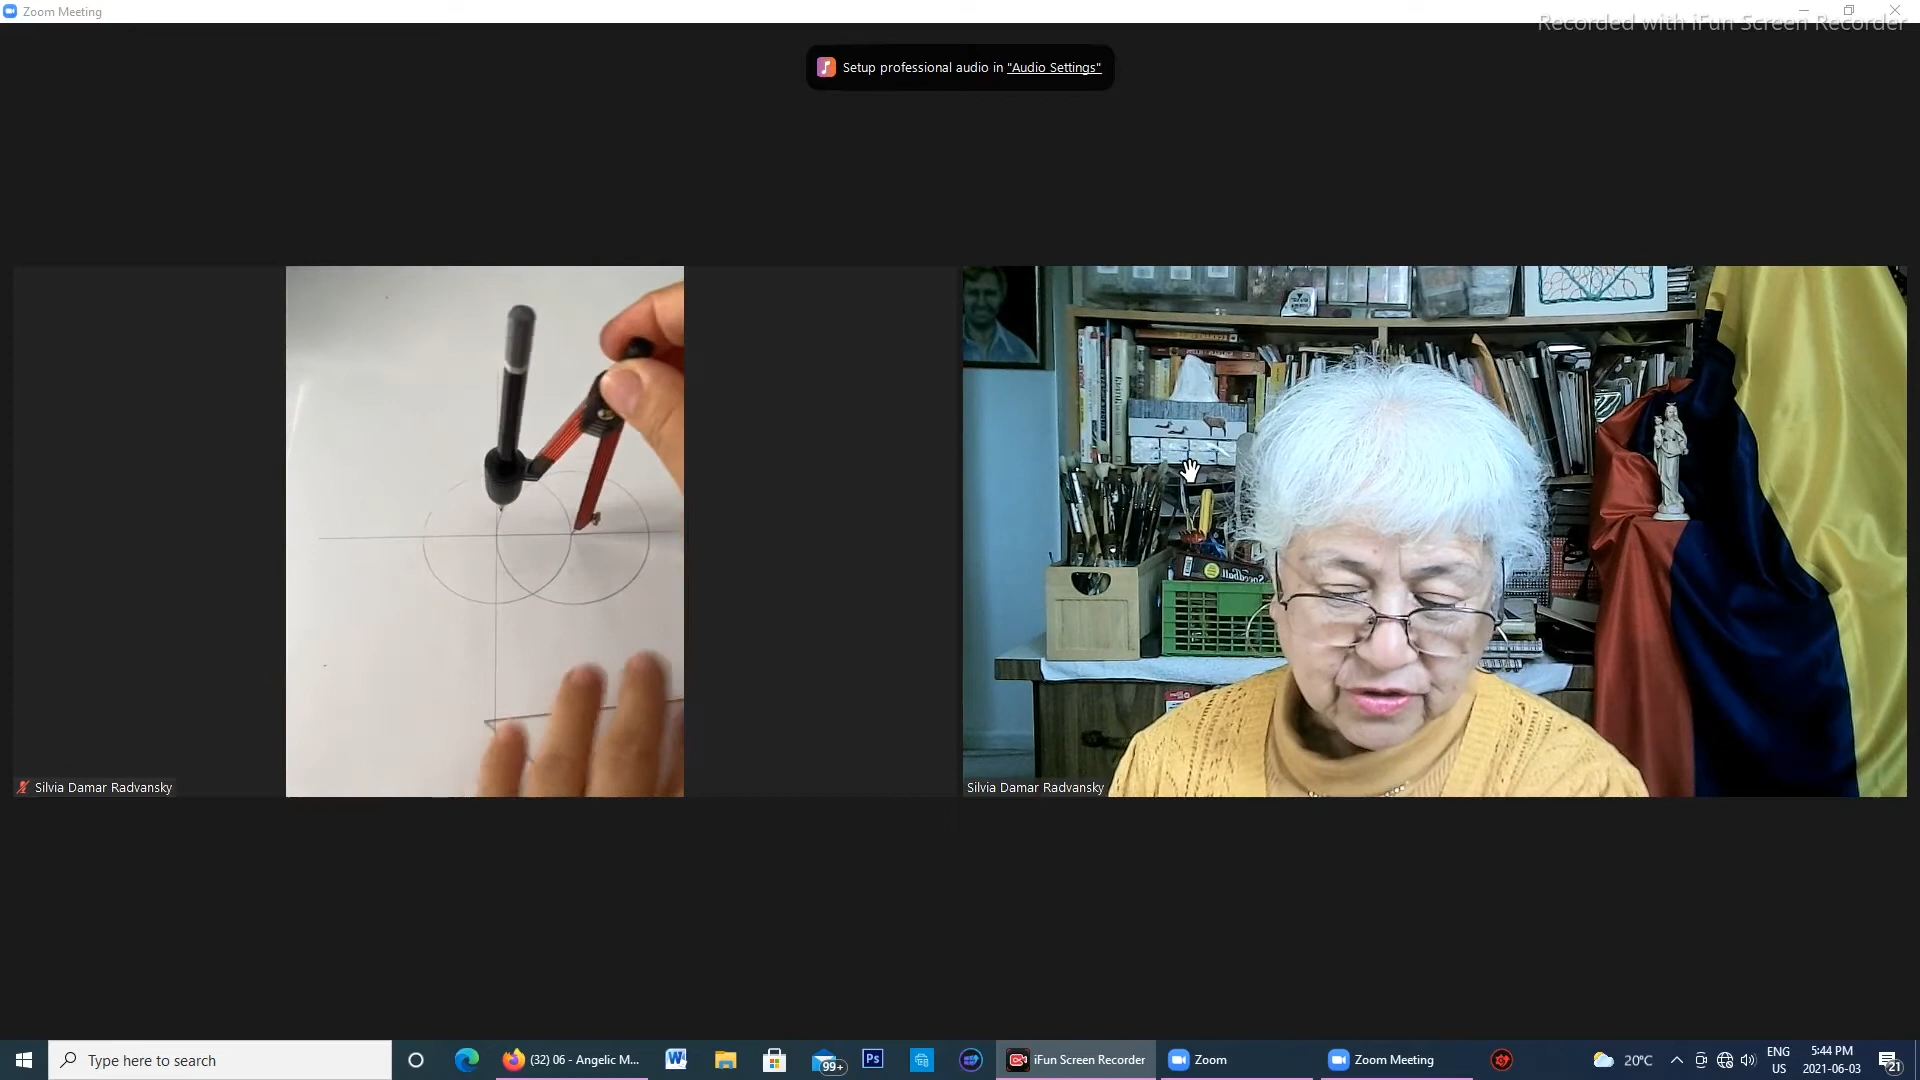 Zoom Meeting
Recorded with iFun Screen Recorder
Setup professional audio in "Audio Settings"
Silvia Damar Radvansky
Silvia Damar Radvansky
Type here to search
(32) 06 - Angelic M...
99+
Ps
iFun Screen Recorder
Zoom
Zoom Meeting
20°C
ENG
US
5:44 PM
2021-06-03
21